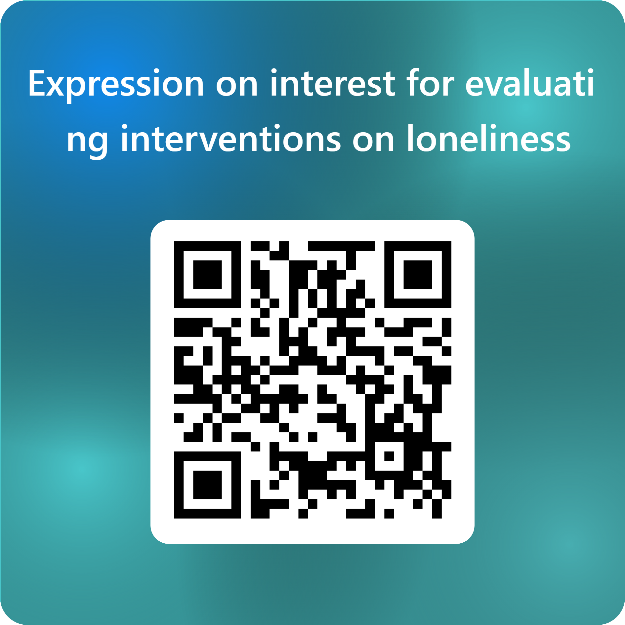 Expression on interest for evaluati
ng interventions on loneliness